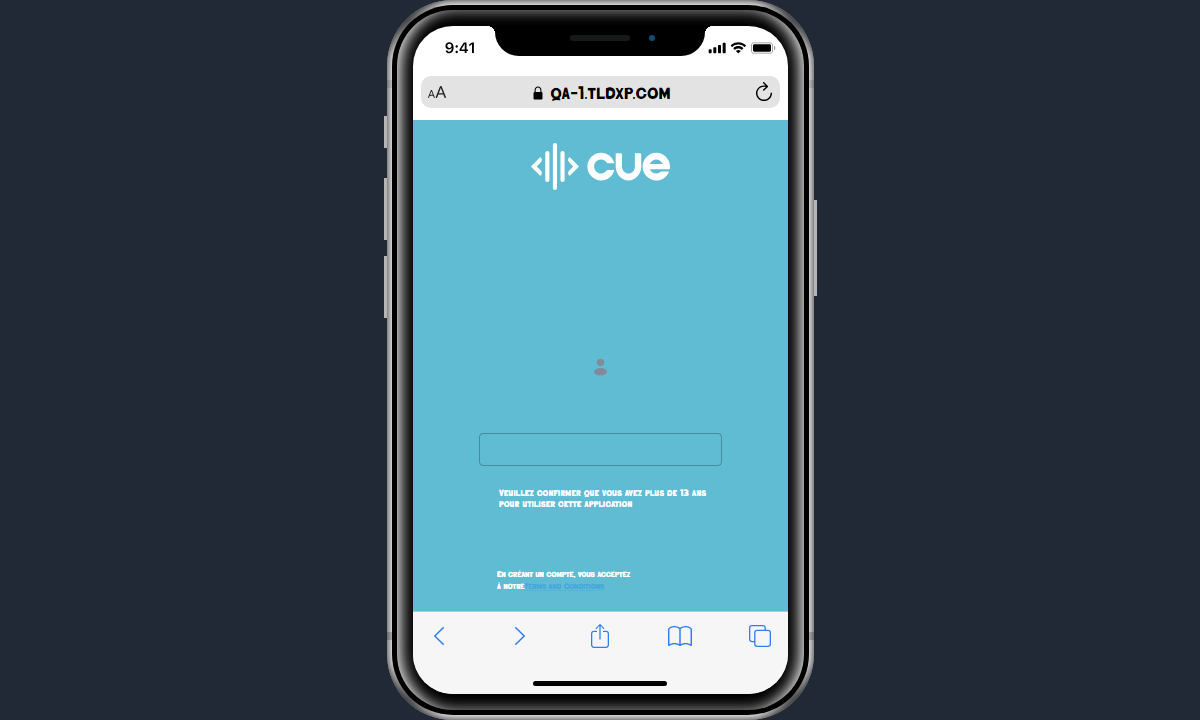 9:41
AA
QA-1.TLDXP.COM
cue
Veuillez confirmer que vous avez plus de 13 ans
pour utiliser cette application
En créant un compte, vous acceptez
à notre Terms and Conditions